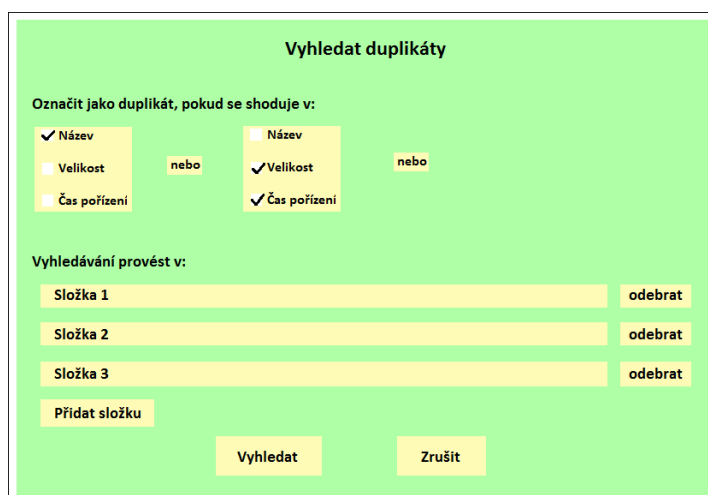 Vyhledat duplikáty
Označit jako duplikát, pokud se shoduje v:
Název
Velikost
Čas pořízení
nebo
Název
Velikost
Čas pořízení
nebo
Vyhledávání provést v:
Složka 1 odebrat
Složka 2 odebrat
Složka 3 odebrat
Přidat složku
Vyhledat Zrušit